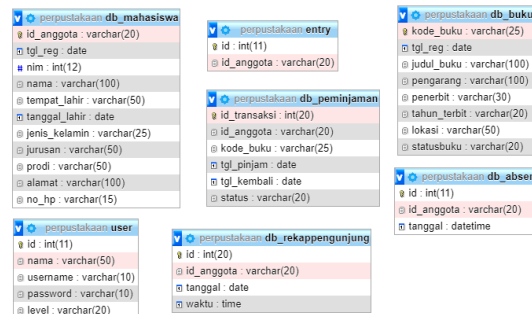 perpustakaan db_mahasiswa
id_anggota : varchar(20)
tgl_reg : date
nim : int(12)
nama : varchar(100)
tempat_lahir : varchar(50)
tanggal_lahir : date
jenis_kelamin : varchar(25)
jurusan : varchar(50)
prodi : varchar(50)
alamat : varchar(100)
no_hp : varchar(15)
perpustakaan entry
id : int(11)
id_anggota : varchar(20)
perpustakaan db_buku
kode_buku : varchar(25)
tgl_reg : date
judul_buku : varchar(100)
pengarang : varchar(100)
penerbit : varchar(30)
tahun_terbit : varchar(20)
lokasi : varchar(50)
statusbuku : varchar(20)
perpustakaan db_peminjaman
id_transaksi : int(20)
id_anggota : varchar(20)
kode_buku : varchar(25)
tgl_pinjam : date
tgl_kembali : date
status : varchar(20)
perpustakaan db_absen
id : int(11)
id_anggota : varchar(20)
tanggal : datetime
perpustakaan user
id : int(11)
nama : varchar(50)
username : varchar(10)
password : varchar(10)
level : varchar(20)
perpustakaan db_rekappengunjung
id : int(20)
id_anggota : varchar(20)
tanggal : date
waktu : time